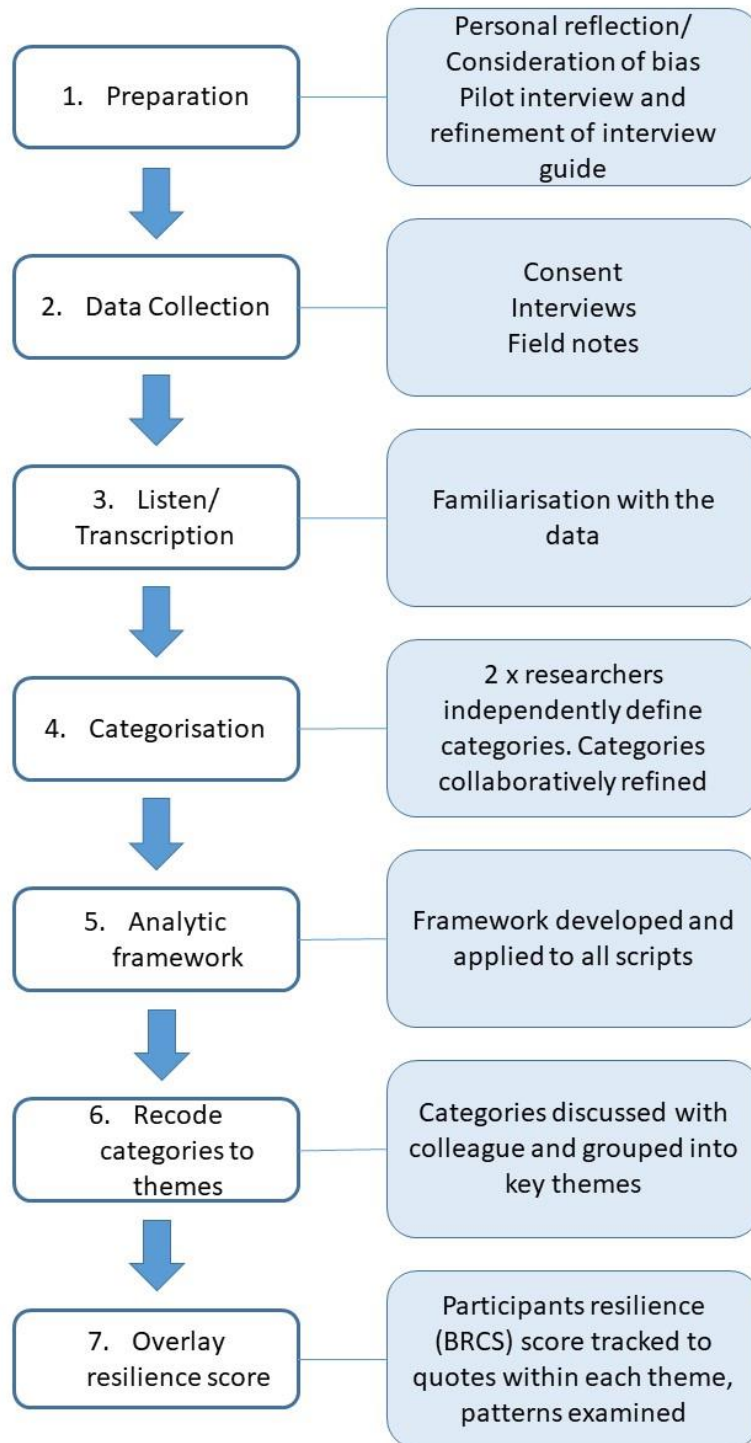 1. Preparation
Personal reflection/
Consideration of bias
Pilot interview and
refinement of interview
guide
2. Data Collection
Consent
Interviews
Field notes
3. Listen/
Transcription
Familiarisation with the
data
4. Categorisation
2 x researchers
independently define
categories. Categories
collaboratively refined
5. Analytic
framework
Framework developed and
applied to all scripts
6. Recode
categories to
themes
Categories discussed with
colleague and grouped into
key themes
7. Overlay
resilience score
Participants resilience
(BRCS) score tracked to
quotes within each theme,
patterns examined